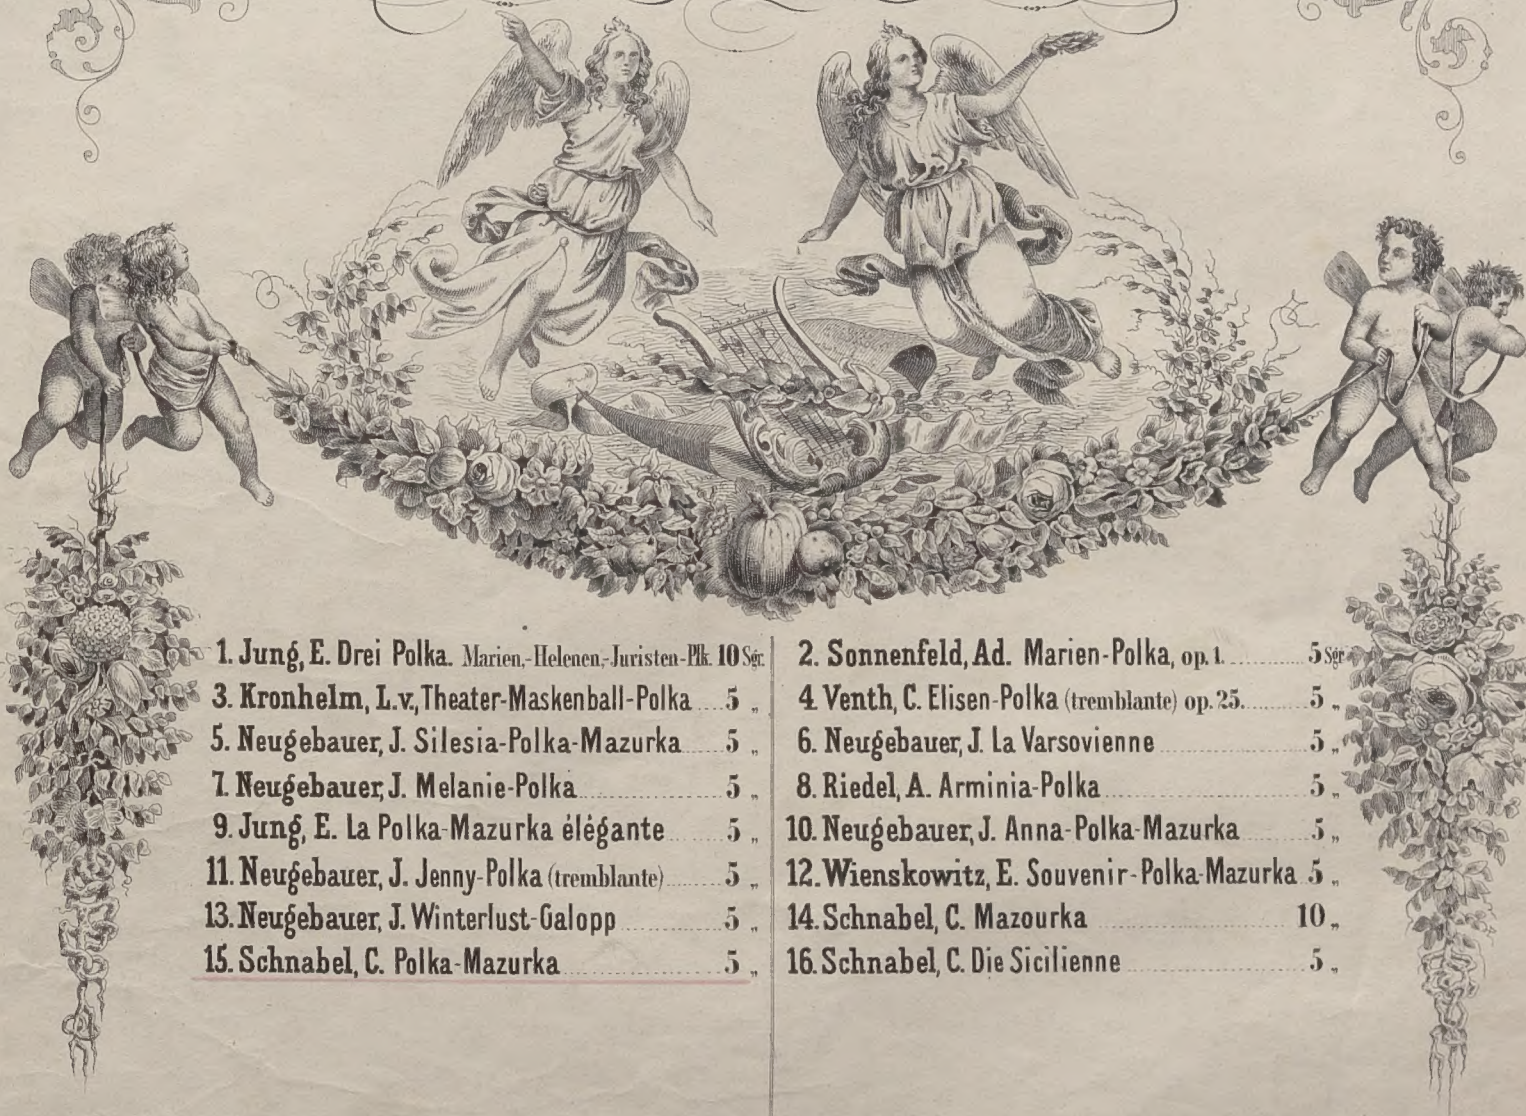 1. Jung, E. Drei Polka. Marien,-Helenen,-Juristen-Plk. 10 Sgr.
2. Sonnenfeld, Ad. Marien-Polka, op. 1. 5 Sgr
3. Kronhelm, L.v., Theater-Maskenball-Polka 5 „
4 Venth, C. Elisen-Polka (tremblante) op. 25. 5 „
5. Neugebauer, J. Silesia-Polka-Mazurka 5 „
6. Neugebauer, J. La Varsovienne 5 „
7. Neugebauer, J. Melanie-Polka 5 „
8. Riedel, A. Arminia-Polka 5 „
9. Jung, E. La Polka-Mazurka élégante 5 „
10. Neugebauer, J. Anna-Polka-Mazurka 5 „
11. Neugebauer, J. Jenny-Polka (tremblante) 5 „
12. Wienskowitz, E. Souvenir-Polka-Mazurka 5 „
13. Neugebauer, J. Winterlust-Galopp 5 „
14. Schnabel, C. Mazourka 10 „
15. Schnabel, C. Polka-Mazurka 5 „
16. Schnabel, C. Die Sicilienne 5 „